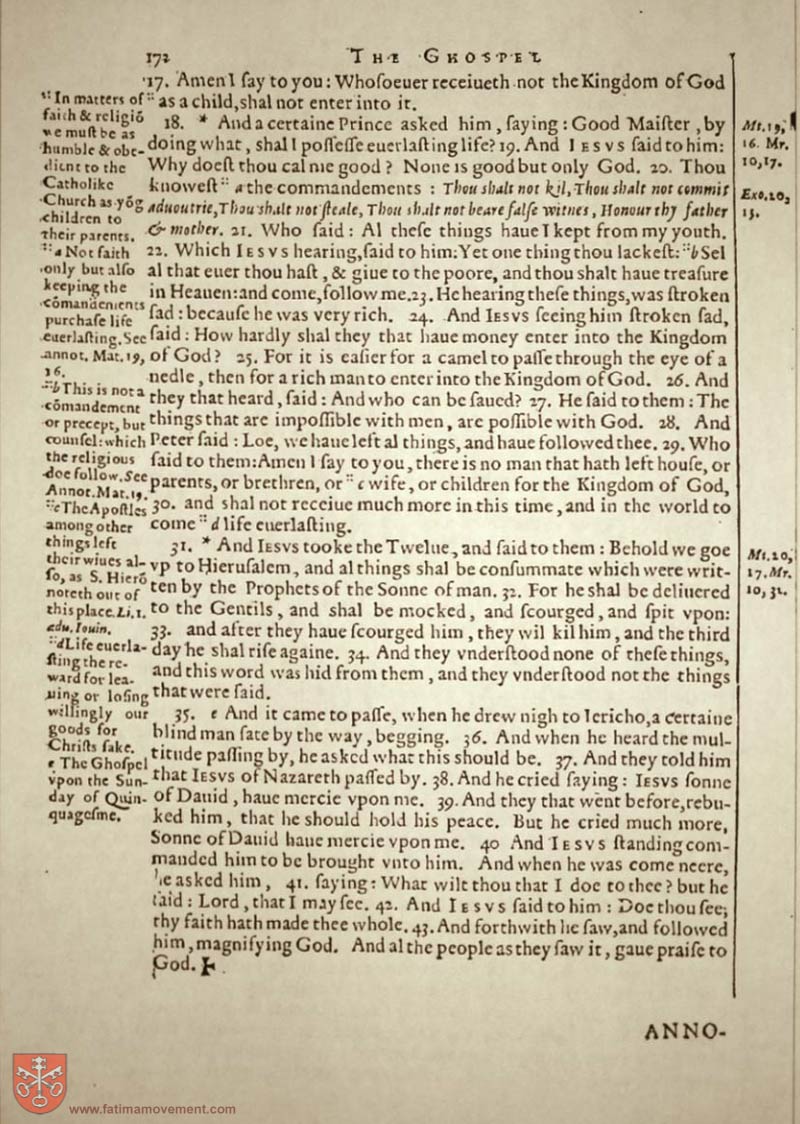 172 THE GHOSPEL
17. Amen I ſay to you: Whoſoeuer receiueth not the Kingdom of God
" as a child, ſhal not enter into it.
18. * And a certaine Prince asked him, ſaying: Good Maiſter, by
doing what, ſhal I poſſeſſe euerlaſting life? 19. And IESVS ſaid to him:
Why doeſt thou cal me good? None is good but only God. 20. Thou
knoweſt " a the commandements: Thou ſhalt not kil, Thou ſhalt not commit
aduoutrie, Thou ſhalt not ſteale, Thou ſhalt not beare falſe witnes, Honour thy father
& mother. 21. Who ſaid: Al theſe things haue I kept from my youth.
22. Which IESVS hearing, ſaid to him: Yet one thing thou lackeſt: " b Sel
al that euer thou haſt, & giue to the poore, and thou ſhalt haue treaſure
in Heauen: and come, follow me. 23. He hearing theſe things, was ſtroken
ſad: becauſe he was very rich. 24. And IESVS ſeeing him ſtroken ſad,
ſaid: How hardly ſhal they that haue money enter into the Kingdom
of God? 25. For it is eaſier for a camel to paſſe through the eye of a
nedle, then for a rich man to enter into the Kingdom of God. 26. And
they that heard, ſaid: And who can be ſaued? 27. He ſaid to them: The
things that are impoſſible with men, are poſſible with God. 28. And
Peter ſaid: Loe, we haue left al things, and haue followed thee. 29. Who
ſaid to them: Amen I ſay to you, there is no man that hath left houſe, or
parents, or brethren, or " c wife, or children for the Kingdom of God,
30. and ſhal not receiue much more in this time, and in the world to
come " d life euerlaſting.
31. * And IESVS tooke the Twelue, and ſaid to them: Behold we goe
vp to Hieruſalem, and al things ſhal be conſummate which were writ-
ten by the Prophets of the Sonne of man. 32. For he ſhal be deliuered
to the Gentils, and ſhal be mocked, and ſcourged, and ſpit vpon:
33. and after they haue ſcourged him, they wil kil him, and the third
day he ſhal riſe againe. 34. And they vnderſtood none of theſe things,
and this word was hid from them, and they vnderſtood not the things
that were ſaid.
35. e And it came to paſſe, when he drew nigh to Iericho, a certaine
blind man ſate by the way, begging. 36. And when he heard the mul-
titude paſſing by, he asked what this ſhould be. 37. And they told him
that IESVS of Nazareth paſſed by. 38. And he cried ſaying: IESVS ſonne
of Dauid, haue mercie vpon me. 39. And they that went before, rebu-
ked him, that he ſhould hold his peace. But he cried much more,
Sonne of Dauid haue mercie vpon me. 40 And IESVS ſtanding com-
manded him to be brought vnto him. And when he was come neere,
he asked him, 41. ſaying: What wilt thou that I doe to thee? but he
ſaid: Lord, that I may ſee. 42. And IESVS ſaid to him: Doe thou ſee;
thy faith hath made thee whole. 43. And forthwith he ſaw, and followed
him, magnifying God. And al the people as they ſaw it, gaue praiſe to
God.
" In matters of
faith & religiõ
we muſt be as
humble & obe-
dient to the
Catholike
Church as yõg
children to
their parents.
" a Not faith
only but alſo
keeping the
cõmandements
purchaſe life
euerlaſting. See
annot. Mat. 19,
16.
" b This is not a
cõmandement
or precept, but
counſel: which
the religious
doe follow. See
Annot. Mat. 19.
" c The Apoſtles
among other
things left
their wiues al-
ſo, as S. Hierõ
noteth out of
this place. Li. 1.
adu. Iouin.
" d Life euerla-
ſting the re-
ward for lea-
uing or loſing
willingly our
goods for
Chriſts ſake.
e The Ghoſpel
vpon the Sun-
day of Quin-
quageſme.
Mt. 19,
16. Mr.
10, 17.
Exo. 20,
13.
Mt. 20,
17. Mr.
10, 32.
ANNO-
www.fatimamovement.com